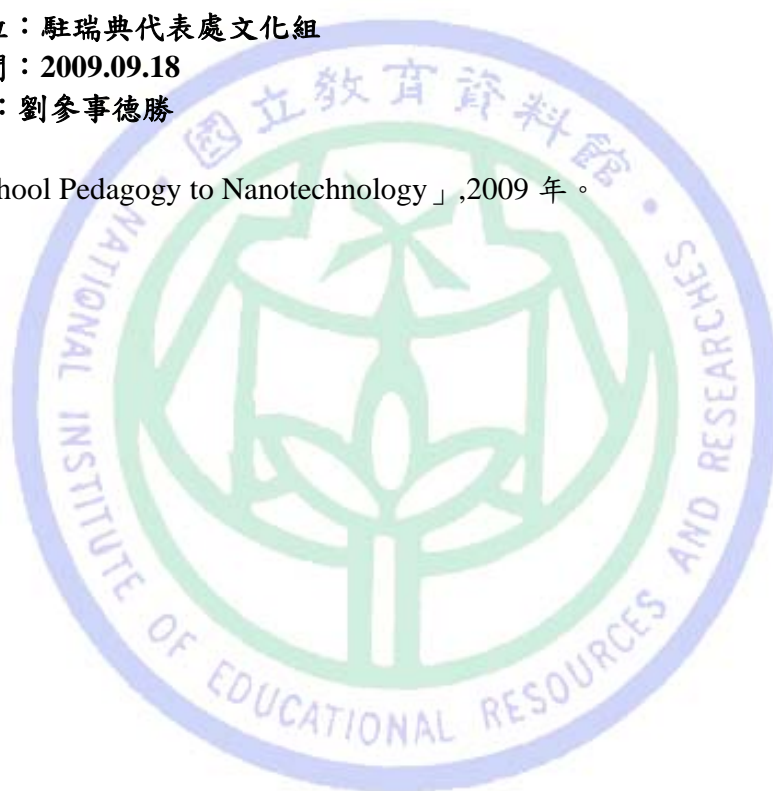 ：駐瑞典代表處文化組
：2009.09.18
：劉參事德勝
hool Pedagogy to Nanotechnology」,2009 年。
國立教育資料館
NATIONAL INSTITUTE OF EDUCATIONAL RESOURCES AND RESEARCHES